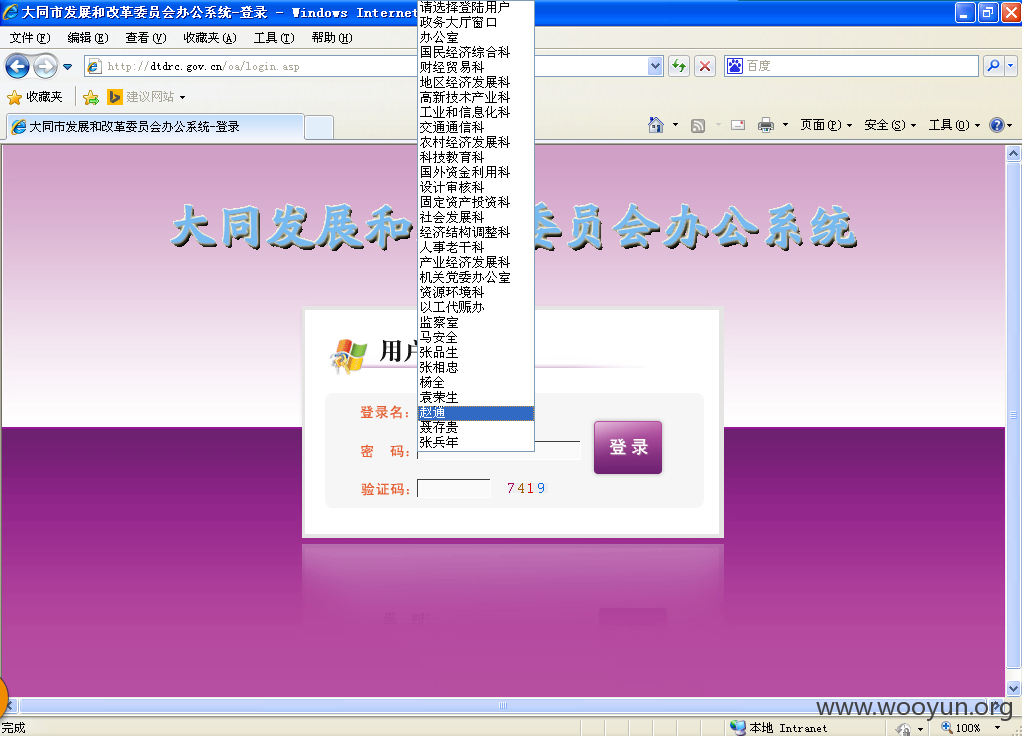 大同市发展和改革委员会办公系统-登录 - Windows Internet
文件(F) 编辑(E) 查看(V) 收藏夹(A) 工具(T) 帮助(H)
http://dtdrc.gov.cn/oa/login.asp
百度
收藏夹 建议网站
大同市发展和改革委员会办公系统-登录
页面(P) 安全(S) 工具(O)
大同发展和 委员会办公系统
请选择登陆用户
政务大厅窗口
办公室
国民经济综合科
财经贸易科
地区经济发展科
高新技术产业科
工业和信息化科
交通通信科
农村经济发展科
科技教育科
国外资金利用科
设计审核科
固定资产投资科
社会发展科
经济结构调整科
人事老干科
产业经济发展科
机关党委办公室
资源环境科
以工代赈办
监察室
马安全
张品生
张相忠
杨全
袁荣生
赵通
聂存贵
张兵年
用户
登录名:
密 码:
验证码: 7419
登录
www.wooyun.org
完成
本地 Intranet
100%